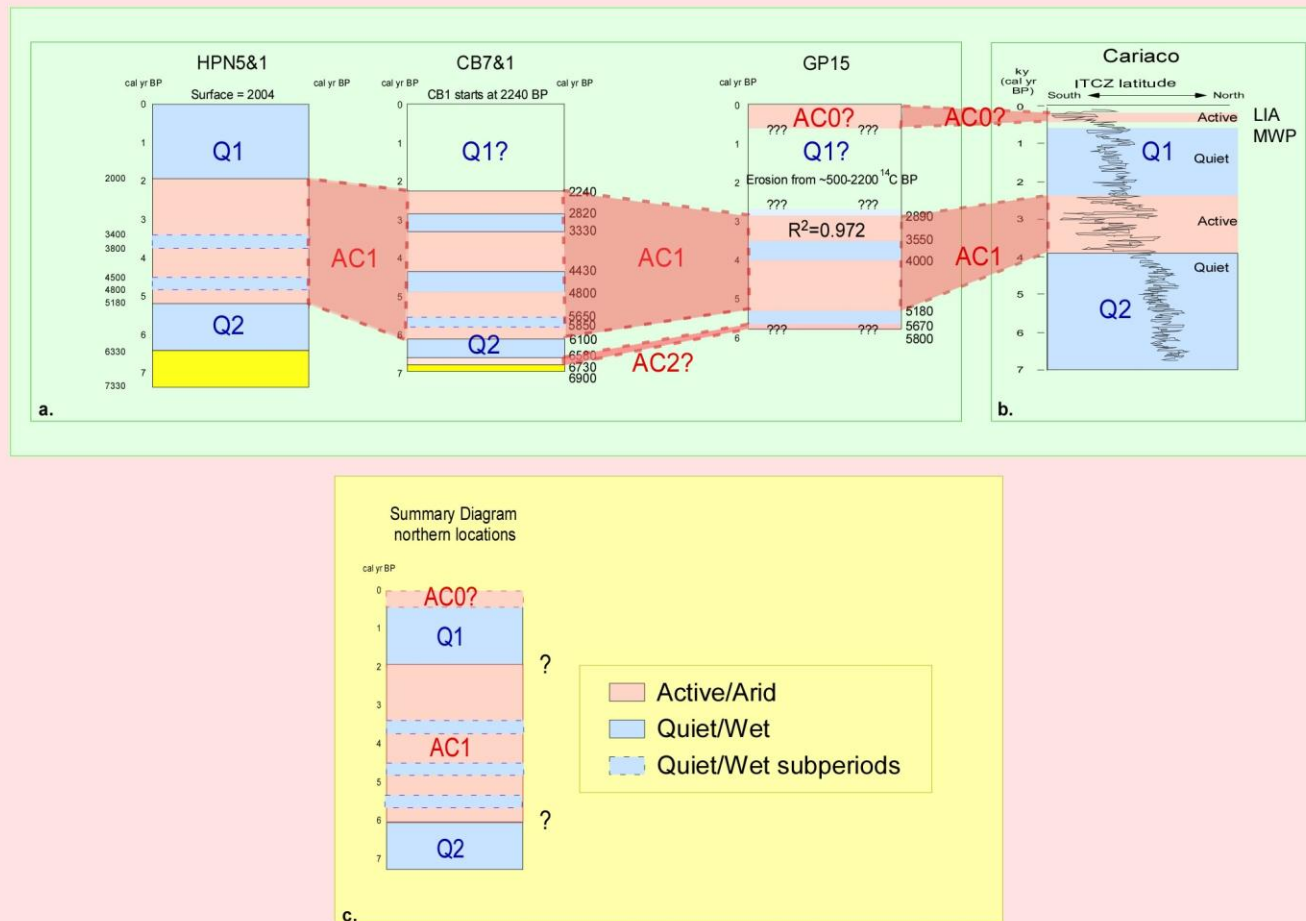 HPN5&1
cal yr BP
Surface = 2004
0
1
2000
2
3
3400
3800
4
4500
4800
5
5180
6
6330
7330
Q1
Q2
cal yr BP
AC1
CB7&1
cal yr BP
CB1 starts at 2240 BP
cal yr BP
0
1
2
3
4
5
6
7
Q1?
Q2
2240
2820
3330
4430
4800
5650
5850
6100
6580
6730
6900
AC1
AC2?
GP15
cal yr BP
0
1
2
3
4
5
6
AC0?
??? ???
Q1?
Erosion from ~500-2200 14C BP
??? ???
R²=0.972
??? ???
2890
3550
4000
5180
5670
5800
AC0?
AC1
a.
Cariaco
ky
(cal yr
BP)
ITCZ latitude
South North
0
1
2
3
4
5
6
7
Active
LIA
MWP
Q1
Quiet
Active
Quiet
Q2
b.
Summary Diagram
northern locations
cal yr BP
0
1
2
3
4
5
6
7
AC0?
Q1
?
AC1
?
Q2
Active/Arid
Quiet/Wet
Quiet/Wet subperiods
c.